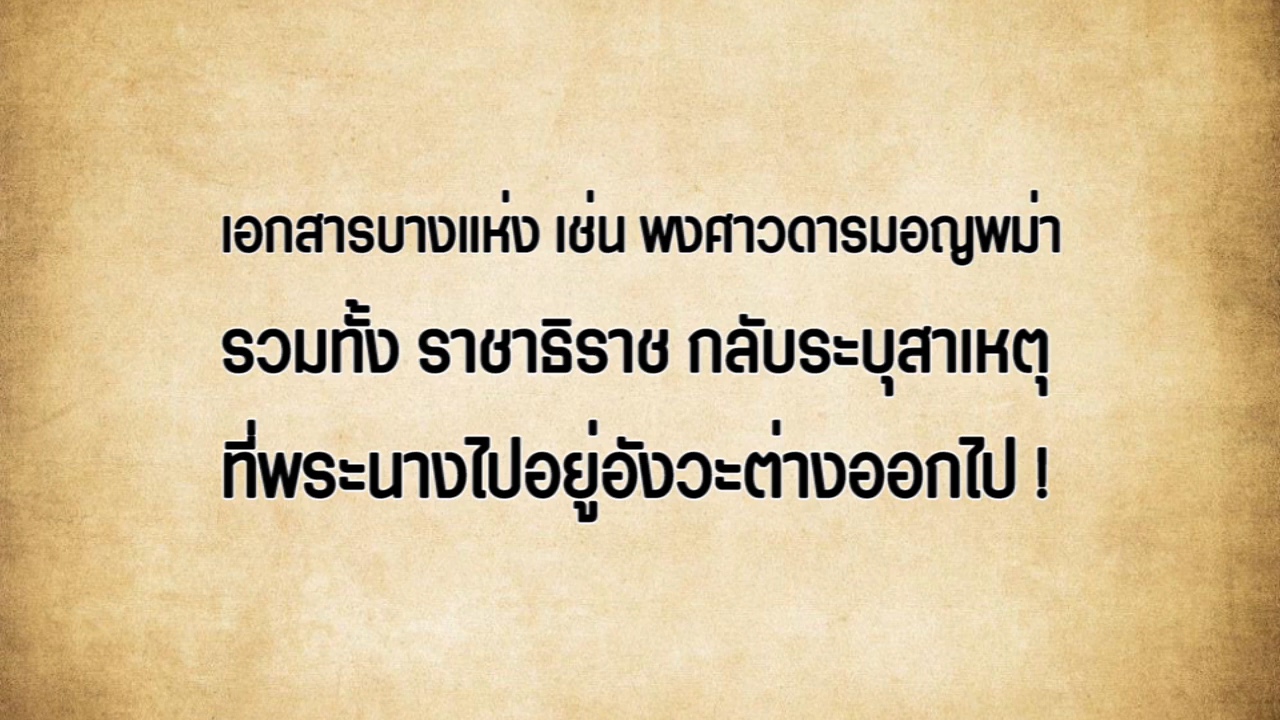 เอกสารบางแห่ง เช่น พงศาวดารมอญพม่า
รวมทั้ง ราชาธิราช กลับระบุสาเหตุ
ที่พระนางไปอยู่อังวะต่างออกไป !